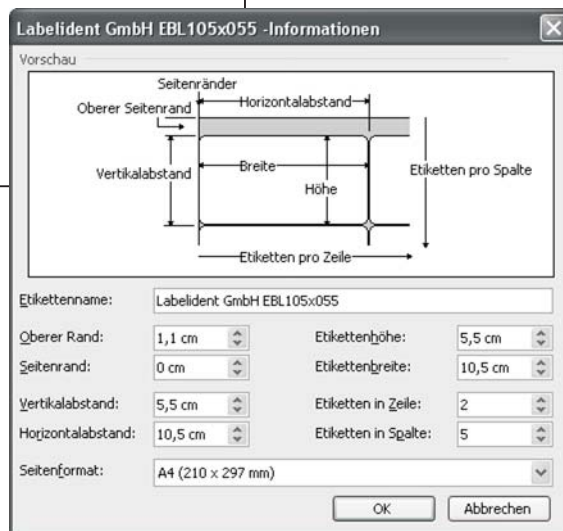 Labelident GmbH EBL105x055 -Informationen
Vorschau
Seitenränder
Oberer Seitenrand
Horizontalabstand
Vertikalabstand
Breite
Höhe
Etiketten pro Spalte
Etiketten pro Zeile
Etikettenname: Labelident GmbH EBL105x055
Oberer Rand: 1,1 cm Etikettenhöhe: 5,5 cm
Seitenrand: 0 cm Etikettenbreite: 10,5 cm
Vertikalabstand: 5,5 cm Etiketten in Zeile: 2
Horizontalabstand: 10,5 cm Etiketten in Spalte: 5
Seitenformat: A4 (210 x 297 mm)
OK Abbrechen